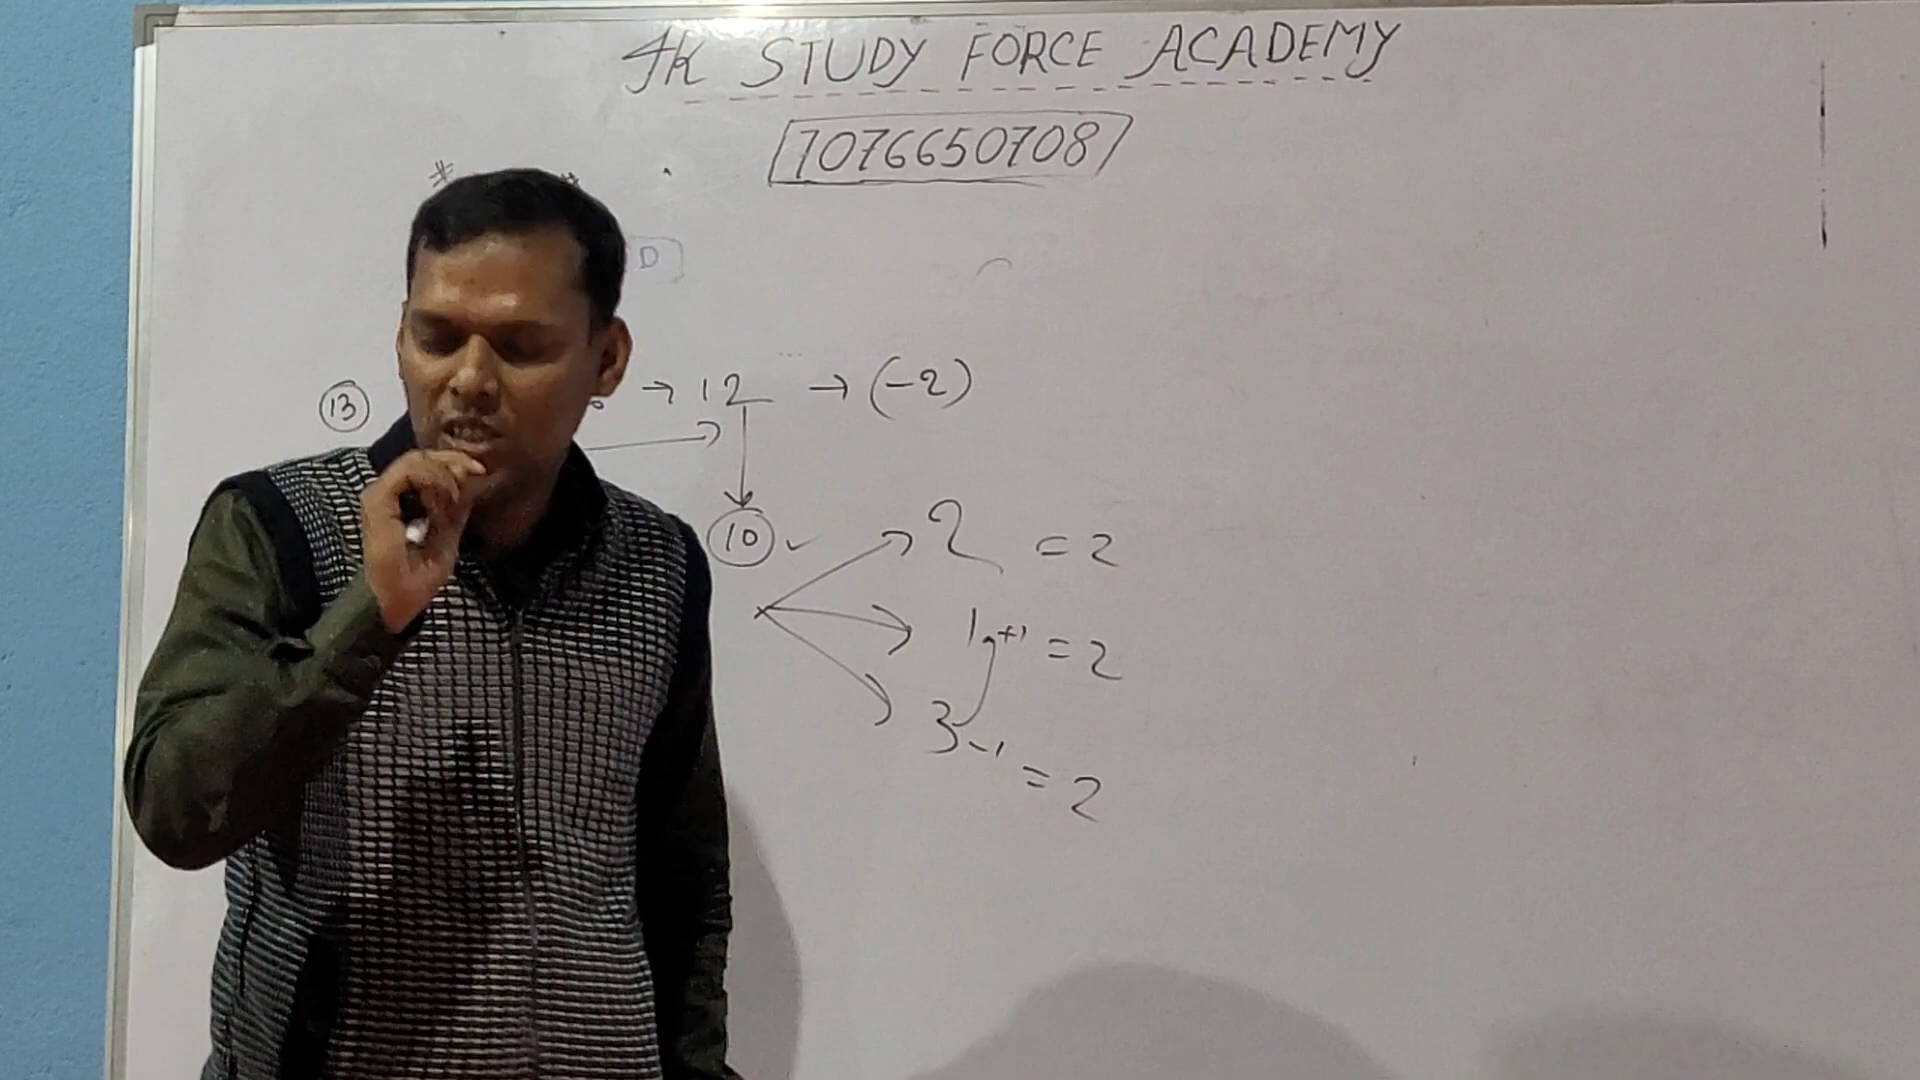 JK STUDY FORCE ACADEMY
7076650708
D
13 → 12 → (-2)
10 ✓
2 = 2
1 +1 = 2
3 -1 = 2